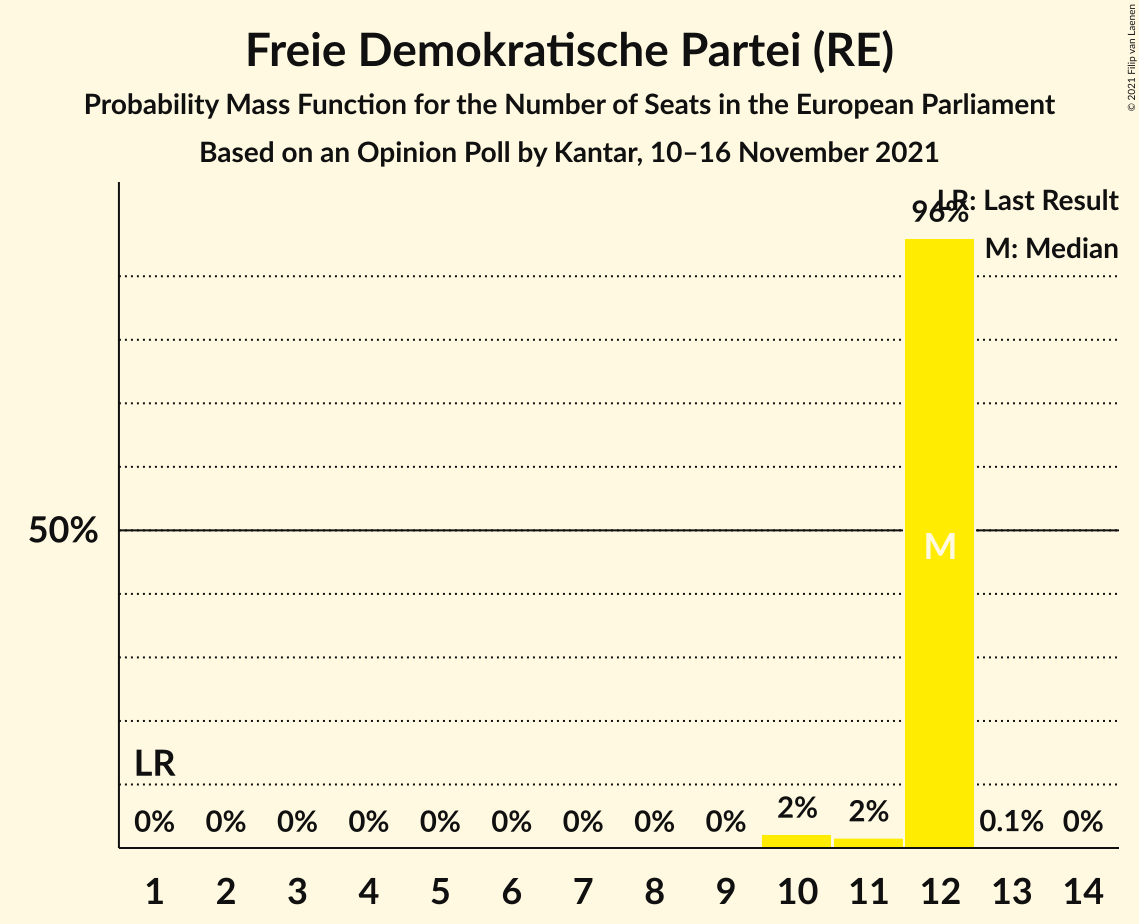 Freie Demokratische Partei (RE)
Probability Mass Function for the Number of Seats in the European Parliament
Based on an Opinion Poll by Kantar, 10–16 November 2021
© 2021 Filip van Laenen
LR: Last Result
96%
M: Median
50%
M
LR
0% 0% 0% 0% 0% 0% 0% 0% 0% 2% 2% 0.1% 0%
1 2 3 4 5 6 7 8 9 10 11 12 13 14